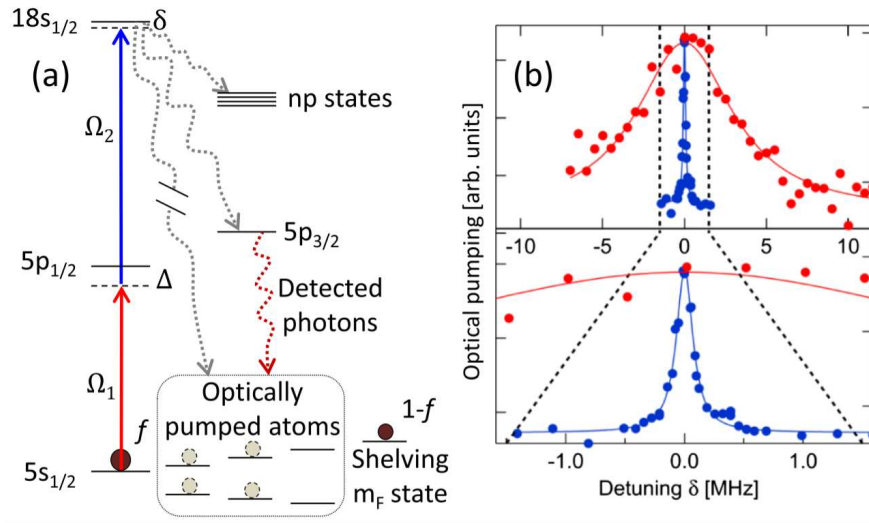 18s1/2
δ
(a)
np states
Ω2
5p3/2
5p1/2
Δ
Detected
photons
Ω1
Optically
pumped atoms
f
1-f
5s1/2
Shelving
mF state
(b)
Optical pumping [arb. units]
-10 -5 0 5 10
-1.0 0.0 1.0
Detuning δ [MHz]